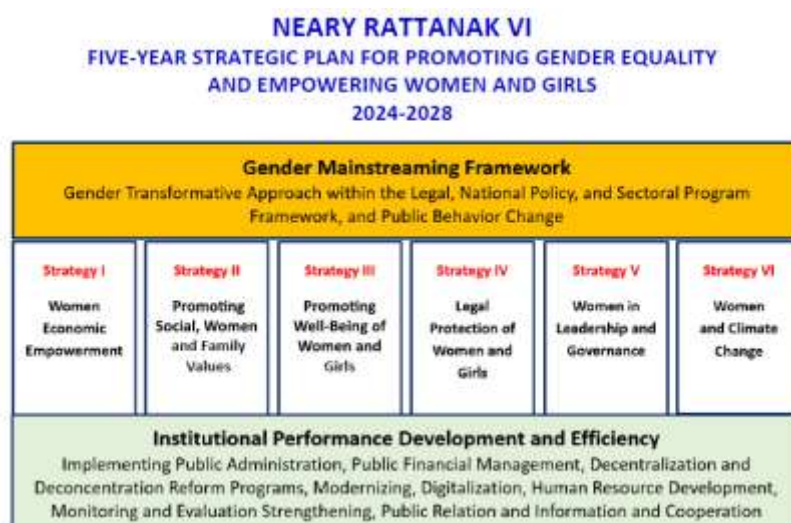 NEARY RATTANAK VI
FIVE-YEAR STRATEGIC PLAN FOR PROMOTING GENDER EQUALITY
AND EMPOWERING WOMEN AND GIRLS
2024-2028
Gender Mainstreaming Framework
Gender Transformative Approach within the Legal, National Policy, and Sectoral Program
Framework, and Public Behavior Change
Strategy I
Women
Economic
Empowerment
Strategy II
Promoting
Social, Women
and Family
Values
Strategy III
Promoting
Well-Being of
Women and
Girls
Strategy IV
Legal
Protection of
Women and
Girls
Strategy V
Women in
Leadership and
Governance
Strategy VI
Women
and Climate
Change
Institutional Performance Development and Efficiency
Implementing Public Administration, Public Financial Management, Decentralization and
Deconcentration Reform Programs, Modernizing, Digitalization, Human Resource Development,
Monitoring and Evaluation Strengthening, Public Relation and Information and Cooperation